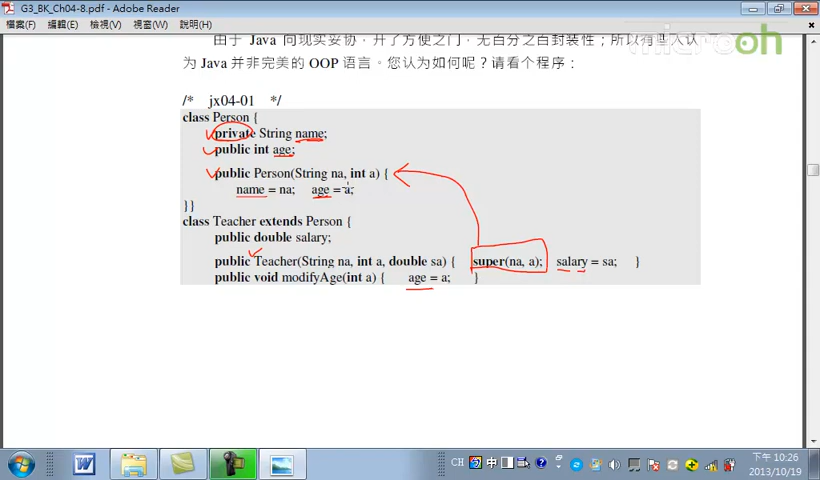 G3_BK_Ch04-8.pdf - Adobe Reader
檔案(F) 編輯(E) 檢視(V) 視窗(W) 說明(H)
microoh
由于 Java 向现实妥协，开了方便之门，无百分之百封装性；所以有些人认
为 Java 并非完美的 OOP 语言。您认为如何呢？请看个程序：
/* jx04-01 */
class Person {
private String name;
public int age;
public Person(String na, int a) {
name = na; age = a;
}}
class Teacher extends Person {
public double salary;
public Teacher(String na, int a, double sa) { super(na, a); salary = sa; }
public void modifyAge(int a) { age = a; }
CH 中
下午 10:26
2013/10/19